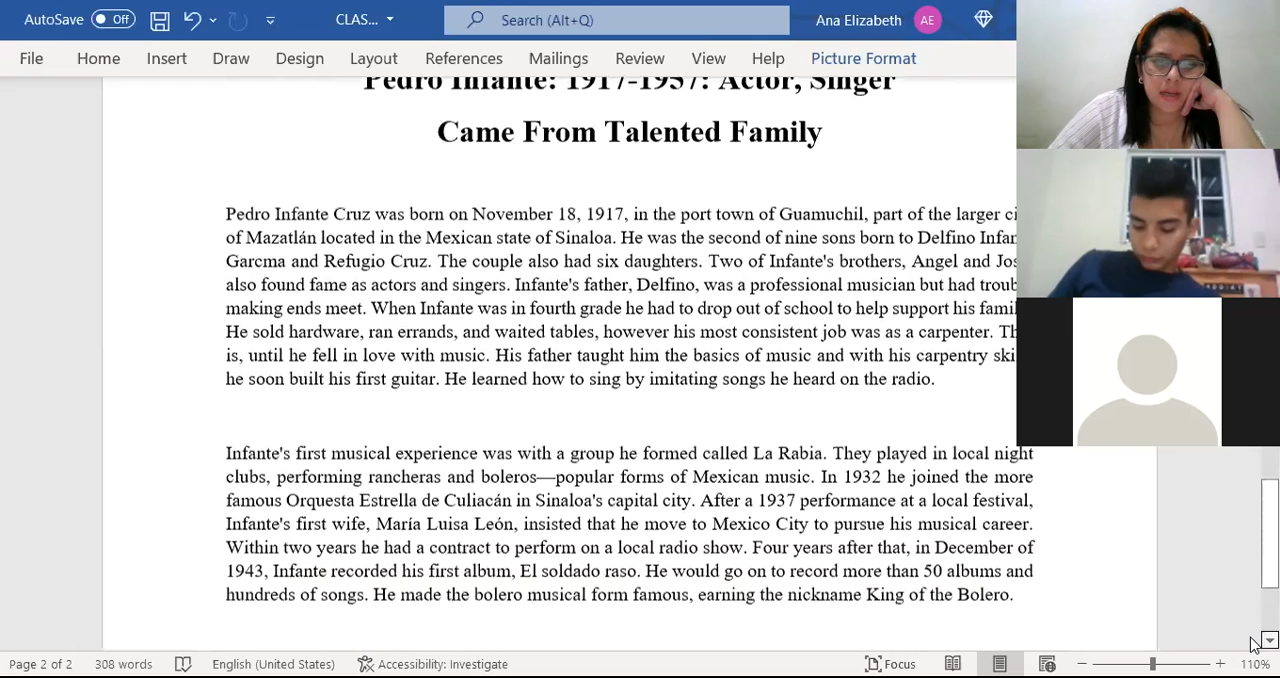 AutoSave Off CLAS... Search (Alt+Q) Ana Elizabeth AE
File Home Insert Draw Design Layout References Mailings Review View Help Picture Format
Pedro Infante: 1917-1957: Actor, Singer
Came From Talented Family
Pedro Infante Cruz was born on November 18, 1917, in the port town of Guamuchil, part of the larger ci
of Mazatlán located in the Mexican state of Sinaloa. He was the second of nine sons born to Delfino Infan
Garcma and Refugio Cruz. The couple also had six daughters. Two of Infante's brothers, Angel and Jos
also found fame as actors and singers. Infante's father, Delfino, was a professional musician but had troub
making ends meet. When Infante was in fourth grade he had to drop out of school to help support his famil
He sold hardware, ran errands, and waited tables, however his most consistent job was as a carpenter. Th
is, until he fell in love with music. His father taught him the basics of music and with his carpentry ski
he soon built his first guitar. He learned how to sing by imitating songs he heard on the radio.
Infante's first musical experience was with a group he formed called La Rabia. They played in local night
clubs, performing rancheras and boleros—popular forms of Mexican music. In 1932 he joined the more
famous Orquesta Estrella de Culiacán in Sinaloa's capital city. After a 1937 performance at a local festival,
Infante's first wife, María Luisa León, insisted that he move to Mexico City to pursue his musical career.
Within two years he had a contract to perform on a local radio show. Four years after that, in December of
1943, Infante recorded his first album, El soldado raso. He would go on to record more than 50 albums and
hundreds of songs. He made the bolero musical form famous, earning the nickname King of the Bolero.
Page 2 of 2 308 words English (United States) Accessibility: Investigate Focus 110%